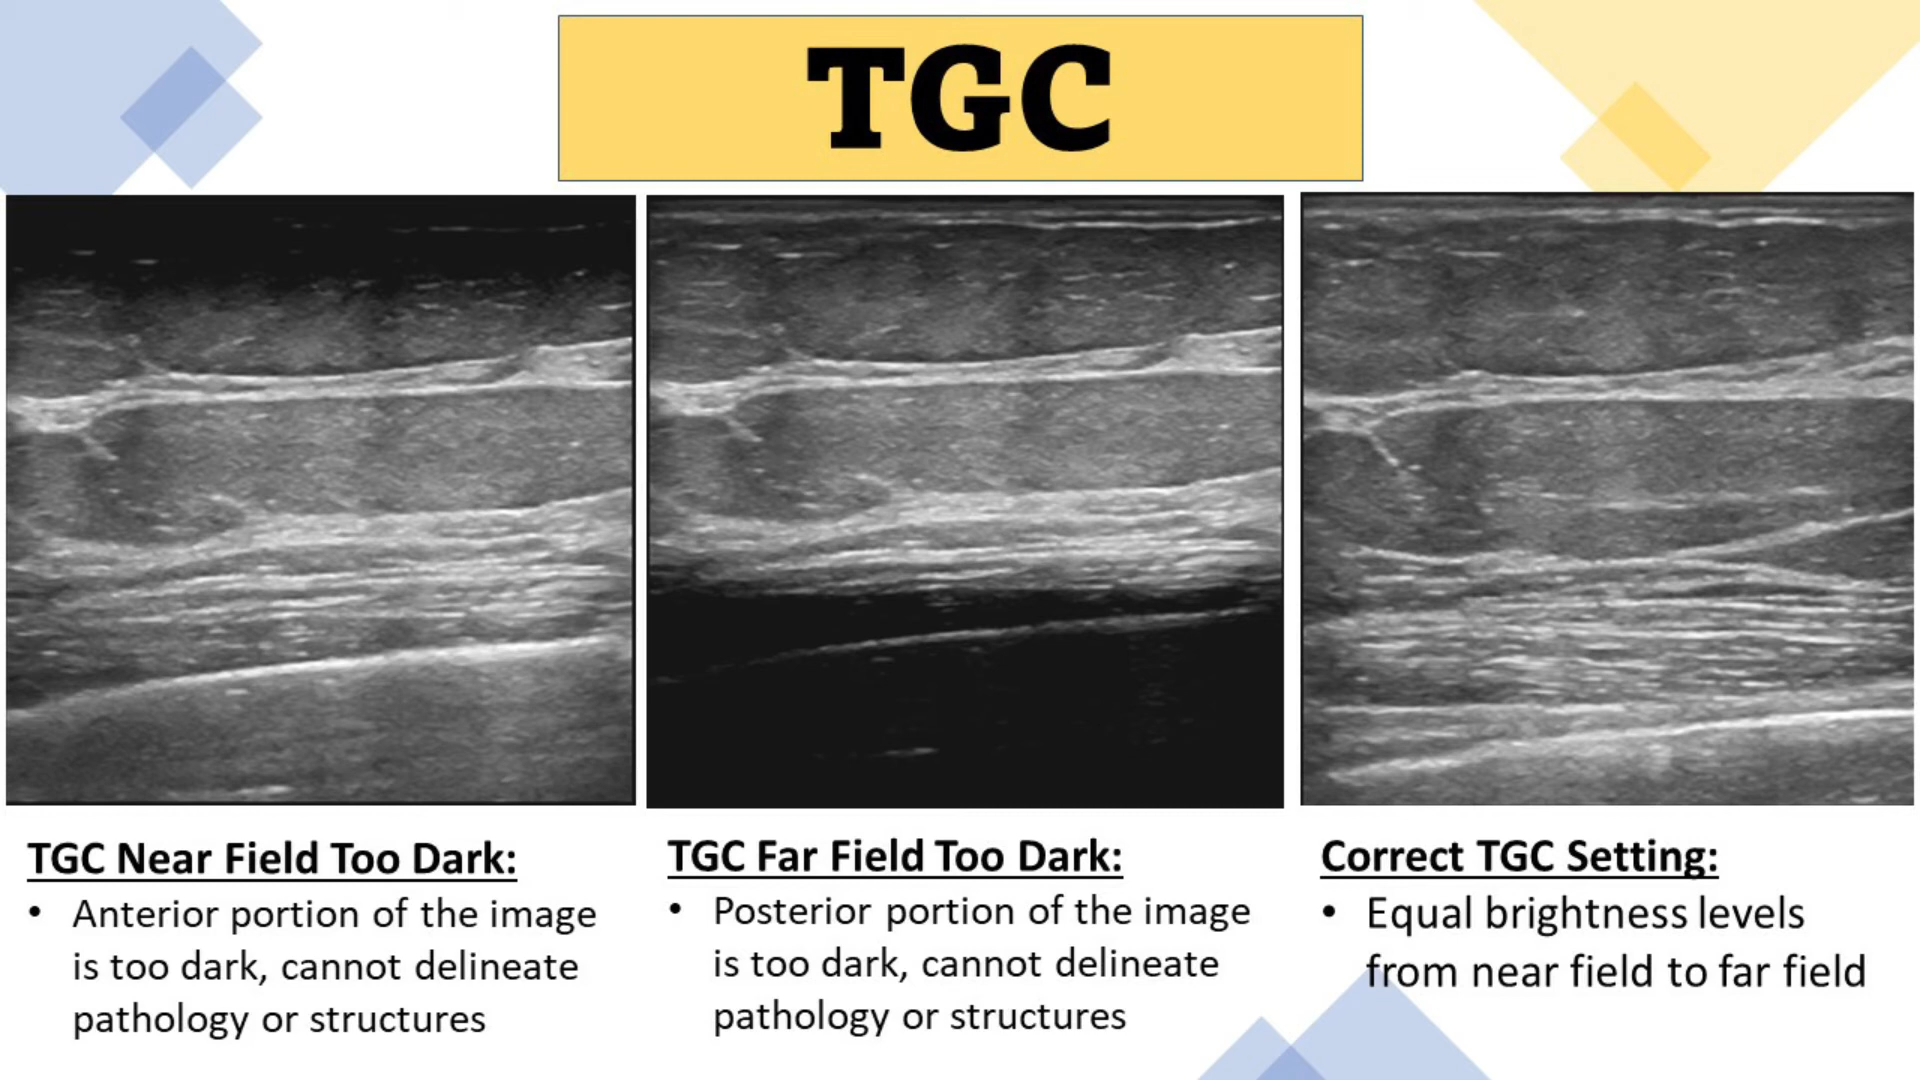 TGC
TGC Near Field Too Dark:
• Anterior portion of the image
is too dark, cannot delineate
pathology or structures
TGC Far Field Too Dark:
• Posterior portion of the image
is too dark, cannot delineate
pathology or structures
Correct TGC Setting:
• Equal brightness levels
from near field to far field